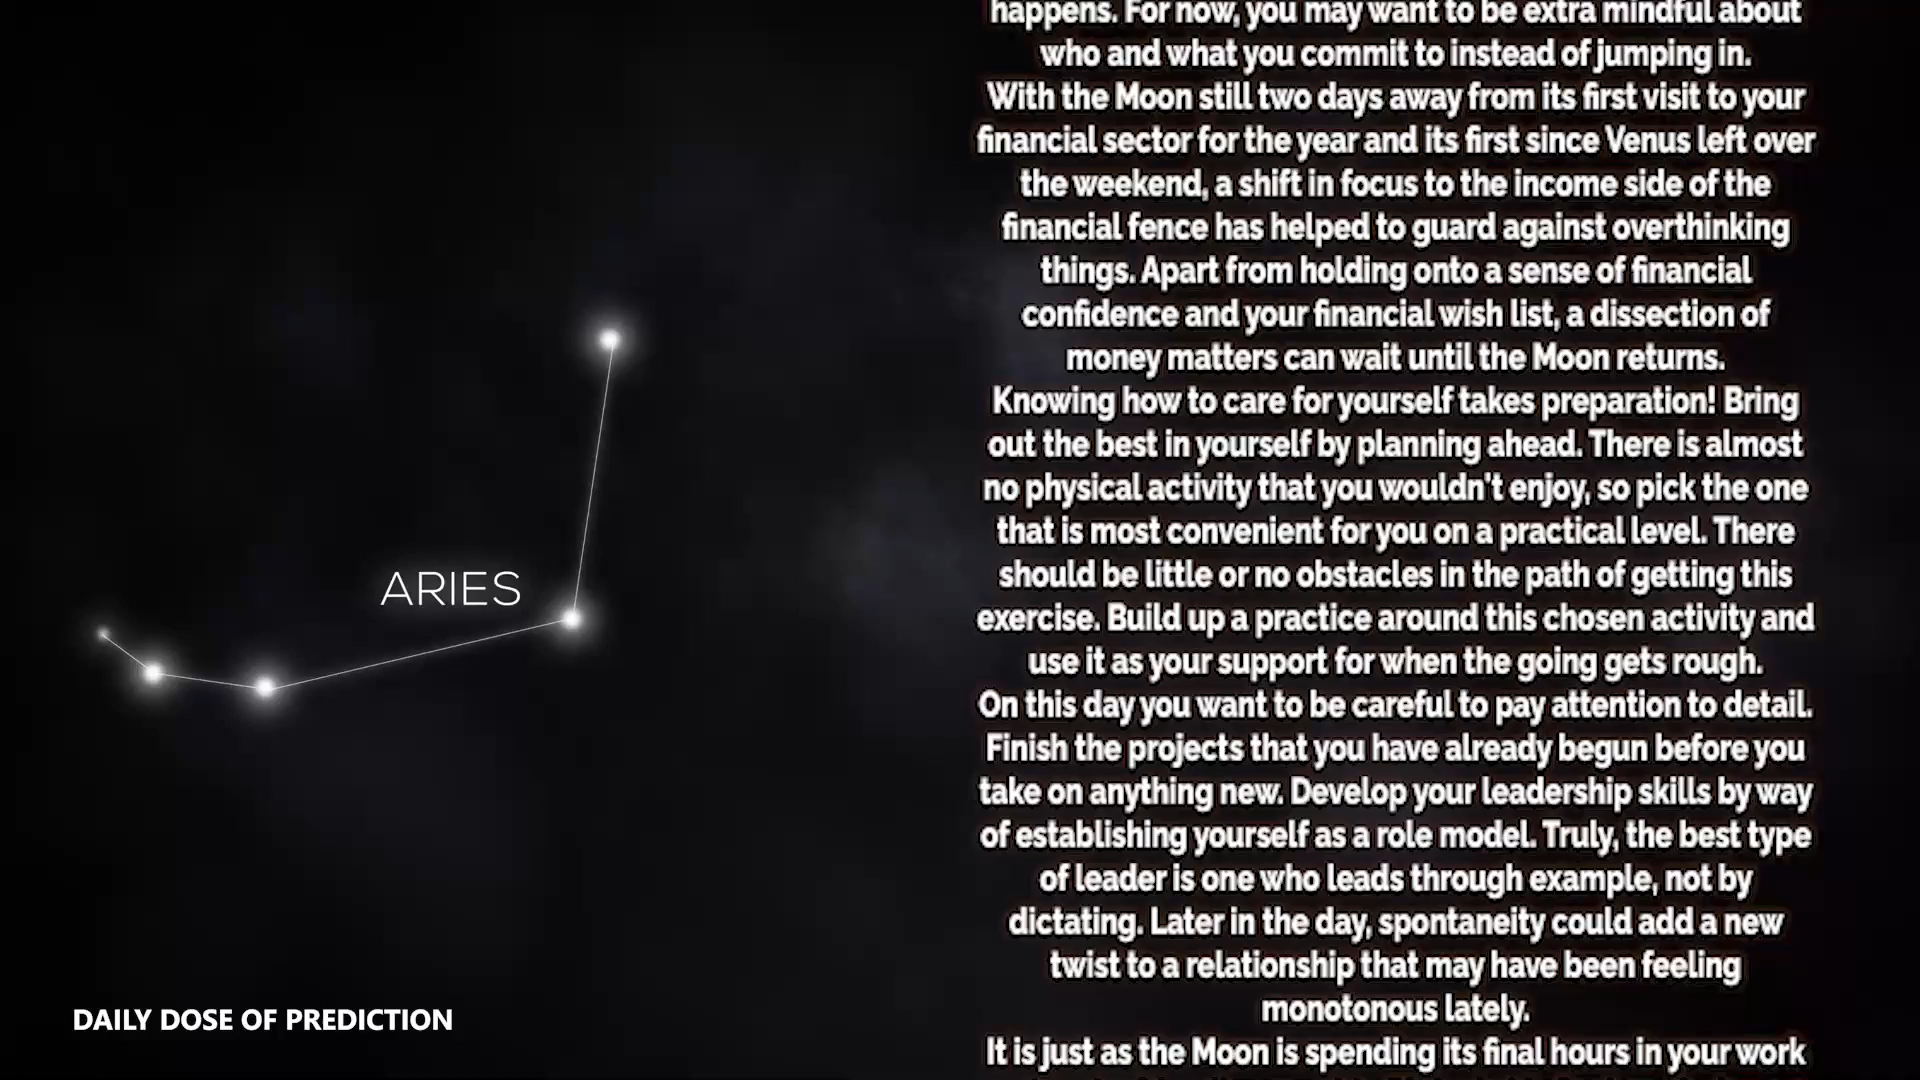 happens. For now, you may want to be extra mindful about
who and what you commit to instead of jumping in.
With the Moon still two days away from its first visit to your
financial sector for the year and its first since Venus left over
the weekend, a shift in focus to the income side of the
financial fence has helped to guard against overthinking
things. Apart from holding onto a sense of financial
confidence and your financial wish list, a dissection of
money matters can wait until the Moon returns.
Knowing how to care for yourself takes preparation! Bring
out the best in yourself by planning ahead. There is almost
no physical activity that you wouldn't enjoy, so pick the one
that is most convenient for you on a practical level. There
should be little or no obstacles in the path of getting this
exercise. Build up a practice around this chosen activity and
use it as your support for when the going gets rough.
On this day you want to be careful to pay attention to detail.
Finish the projects that you have already begun before you
take on anything new. Develop your leadership skills by way
of establishing yourself as a role model. Truly, the best type
of leader is one who leads through example, not by
dictating. Later in the day, spontaneity could add a new
twist to a relationship that may have been feeling
monotonous lately.
It is just as the Moon is spending its final hours in your work
ARIES
DAILY DOSE OF PREDICTION